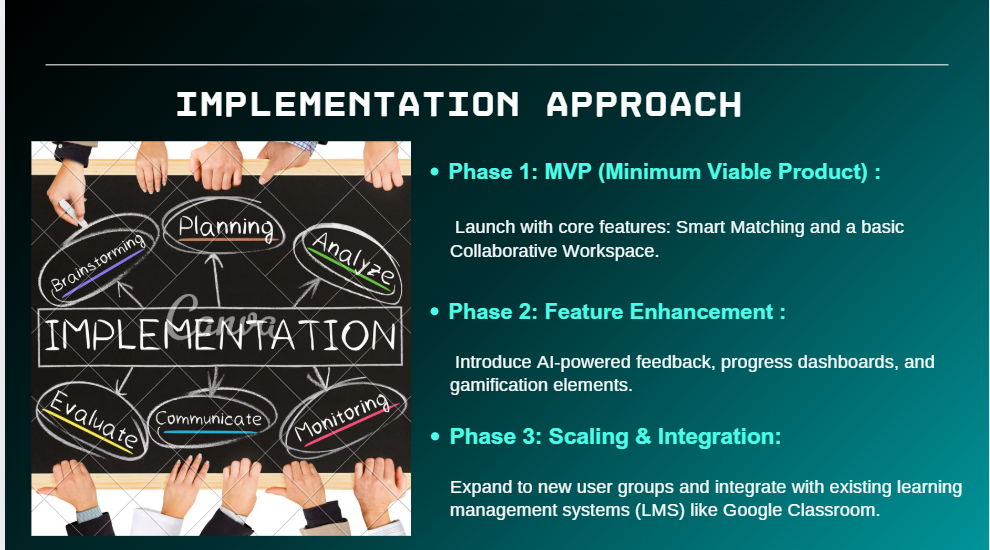 IMPLEMENTATION APPROACH
Planning
Brainstorming
Analyze
Canva
IMPLEMENTATION
Evaluate
Communicate
Monitoring
• Phase 1: MVP (Minimum Viable Product) :
Launch with core features: Smart Matching and a basic
Collaborative Workspace.
• Phase 2: Feature Enhancement :
Introduce AI-powered feedback, progress dashboards, and
gamification elements.
• Phase 3: Scaling & Integration:
Expand to new user groups and integrate with existing learning
management systems (LMS) like Google Classroom.